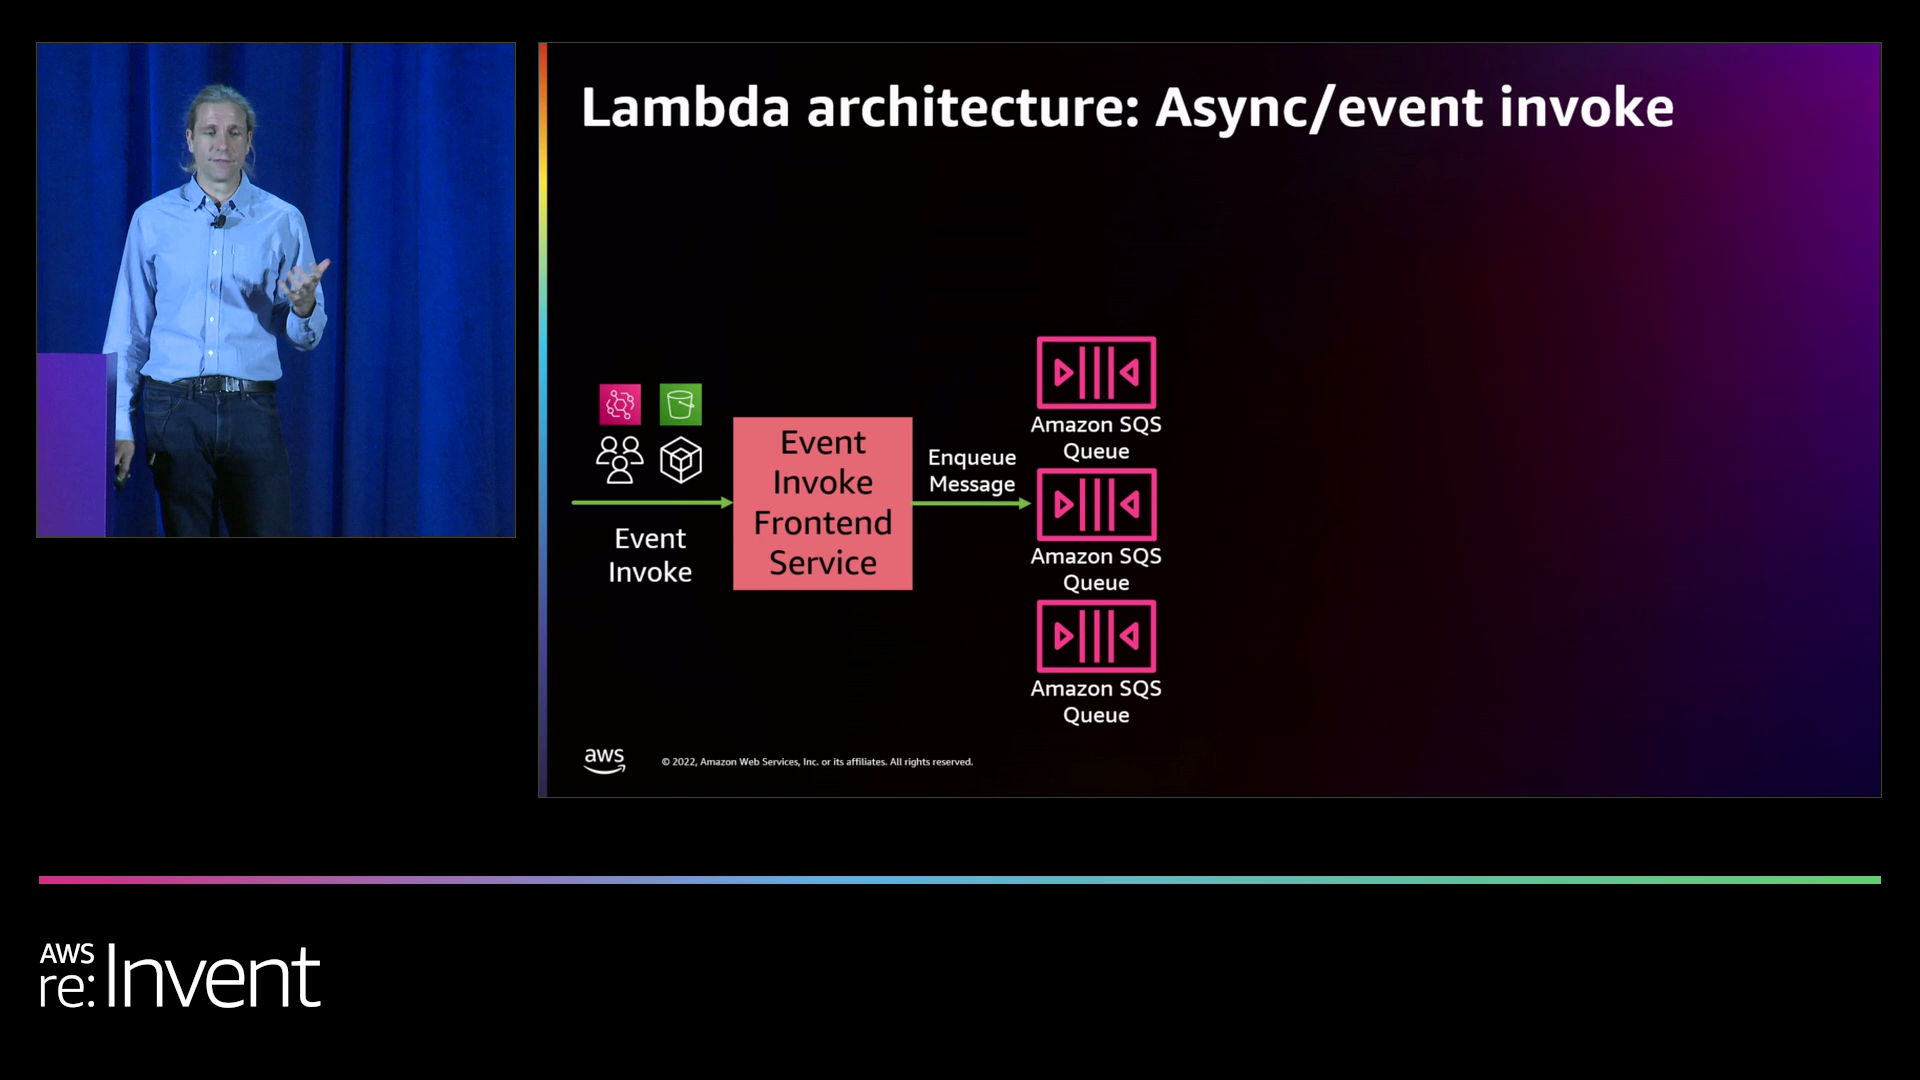 Lambda architecture: Async/event invoke
Event
Invoke
Event
Invoke
Frontend
Service
Enqueue
Message
Amazon SQS
Queue
Amazon SQS
Queue
Amazon SQS
Queue
aws
© 2022, Amazon Web Services, Inc. or its affiliates. All rights reserved.
AWS
re:Invent